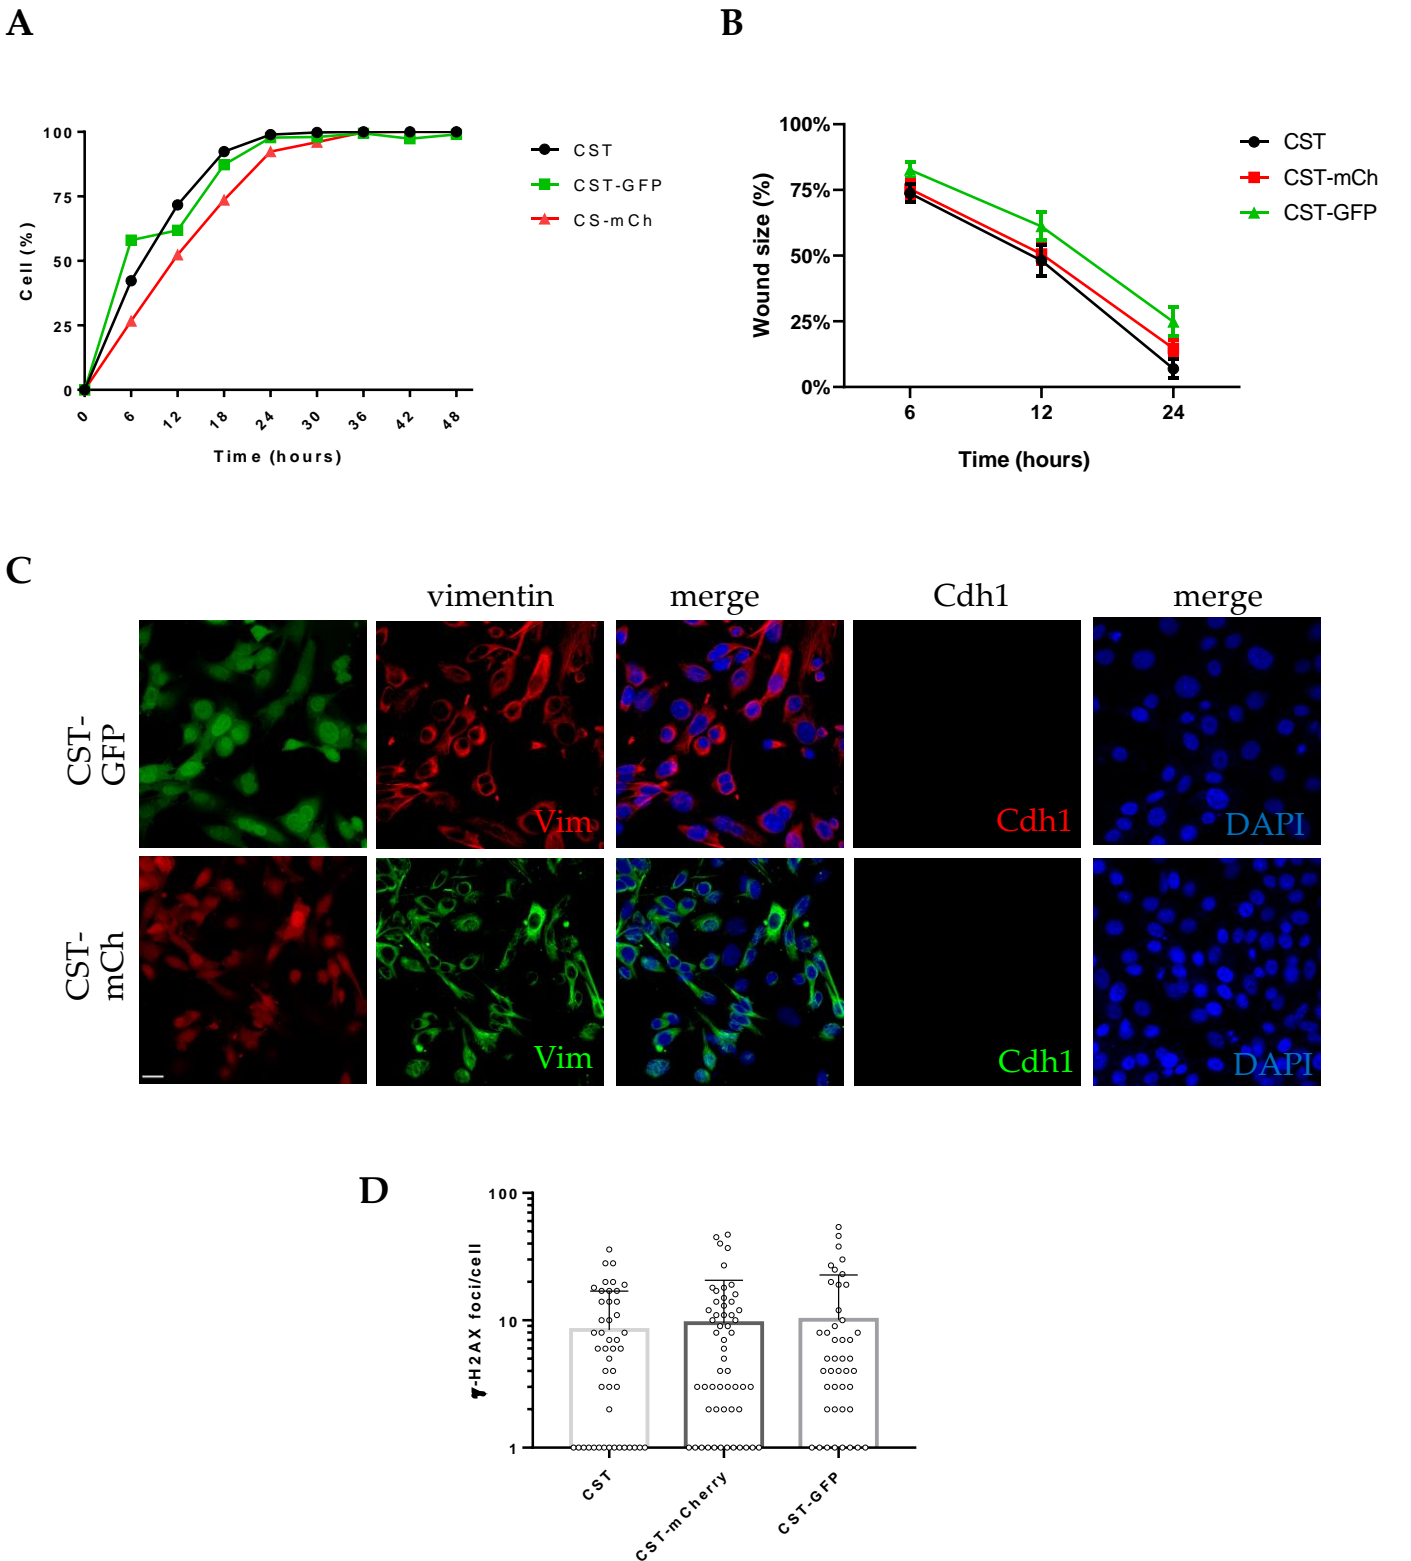 A
B
100
75
50
25
0
Cell (%)
0 6 12 18 24 30 36 42 48
Time (hours)
CST
CST-GFP
CS-mCh
100%
75%
50%
25%
0%
Wound size (%)
6 12 24
Time (hours)
CST
CST-mCh
CST-GFP
C
vimentin merge Cdh1 merge
CST-
GFP
Vim
Cdh1
DAPI
CST-
mCh
Vim
Cdh1
DAPI
D
100
10
1
γ-H2AX foci/cell
CST
CST-mCherry
CST-GFP